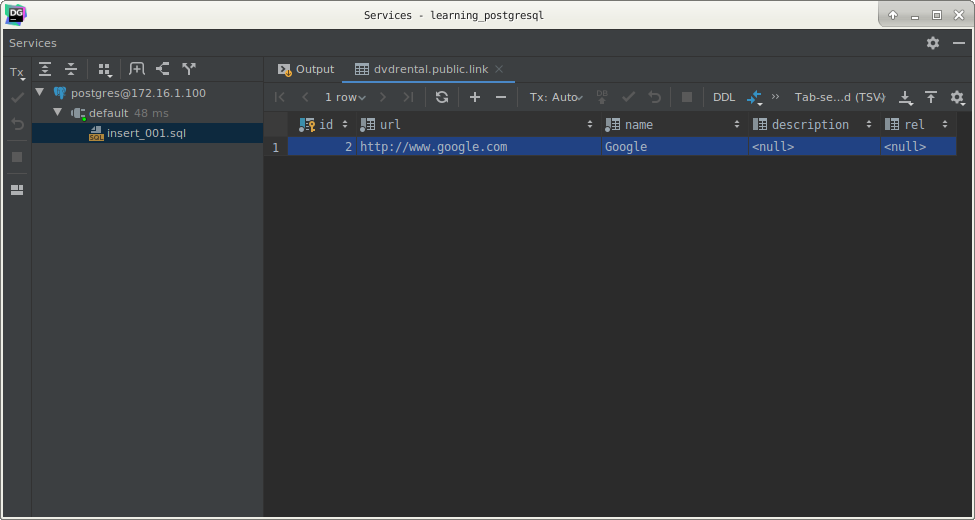 DG
Services - learning_postgresql
Services
Tx
postgres@172.16.1.100
default 48 ms
SQL insert_001.sql
Output dvdrental.public.link
1 row Tx: Auto DB DDL » Tab-se...d (TSV)
id url name description rel
1 2 http://www.google.com Google <null> <null>